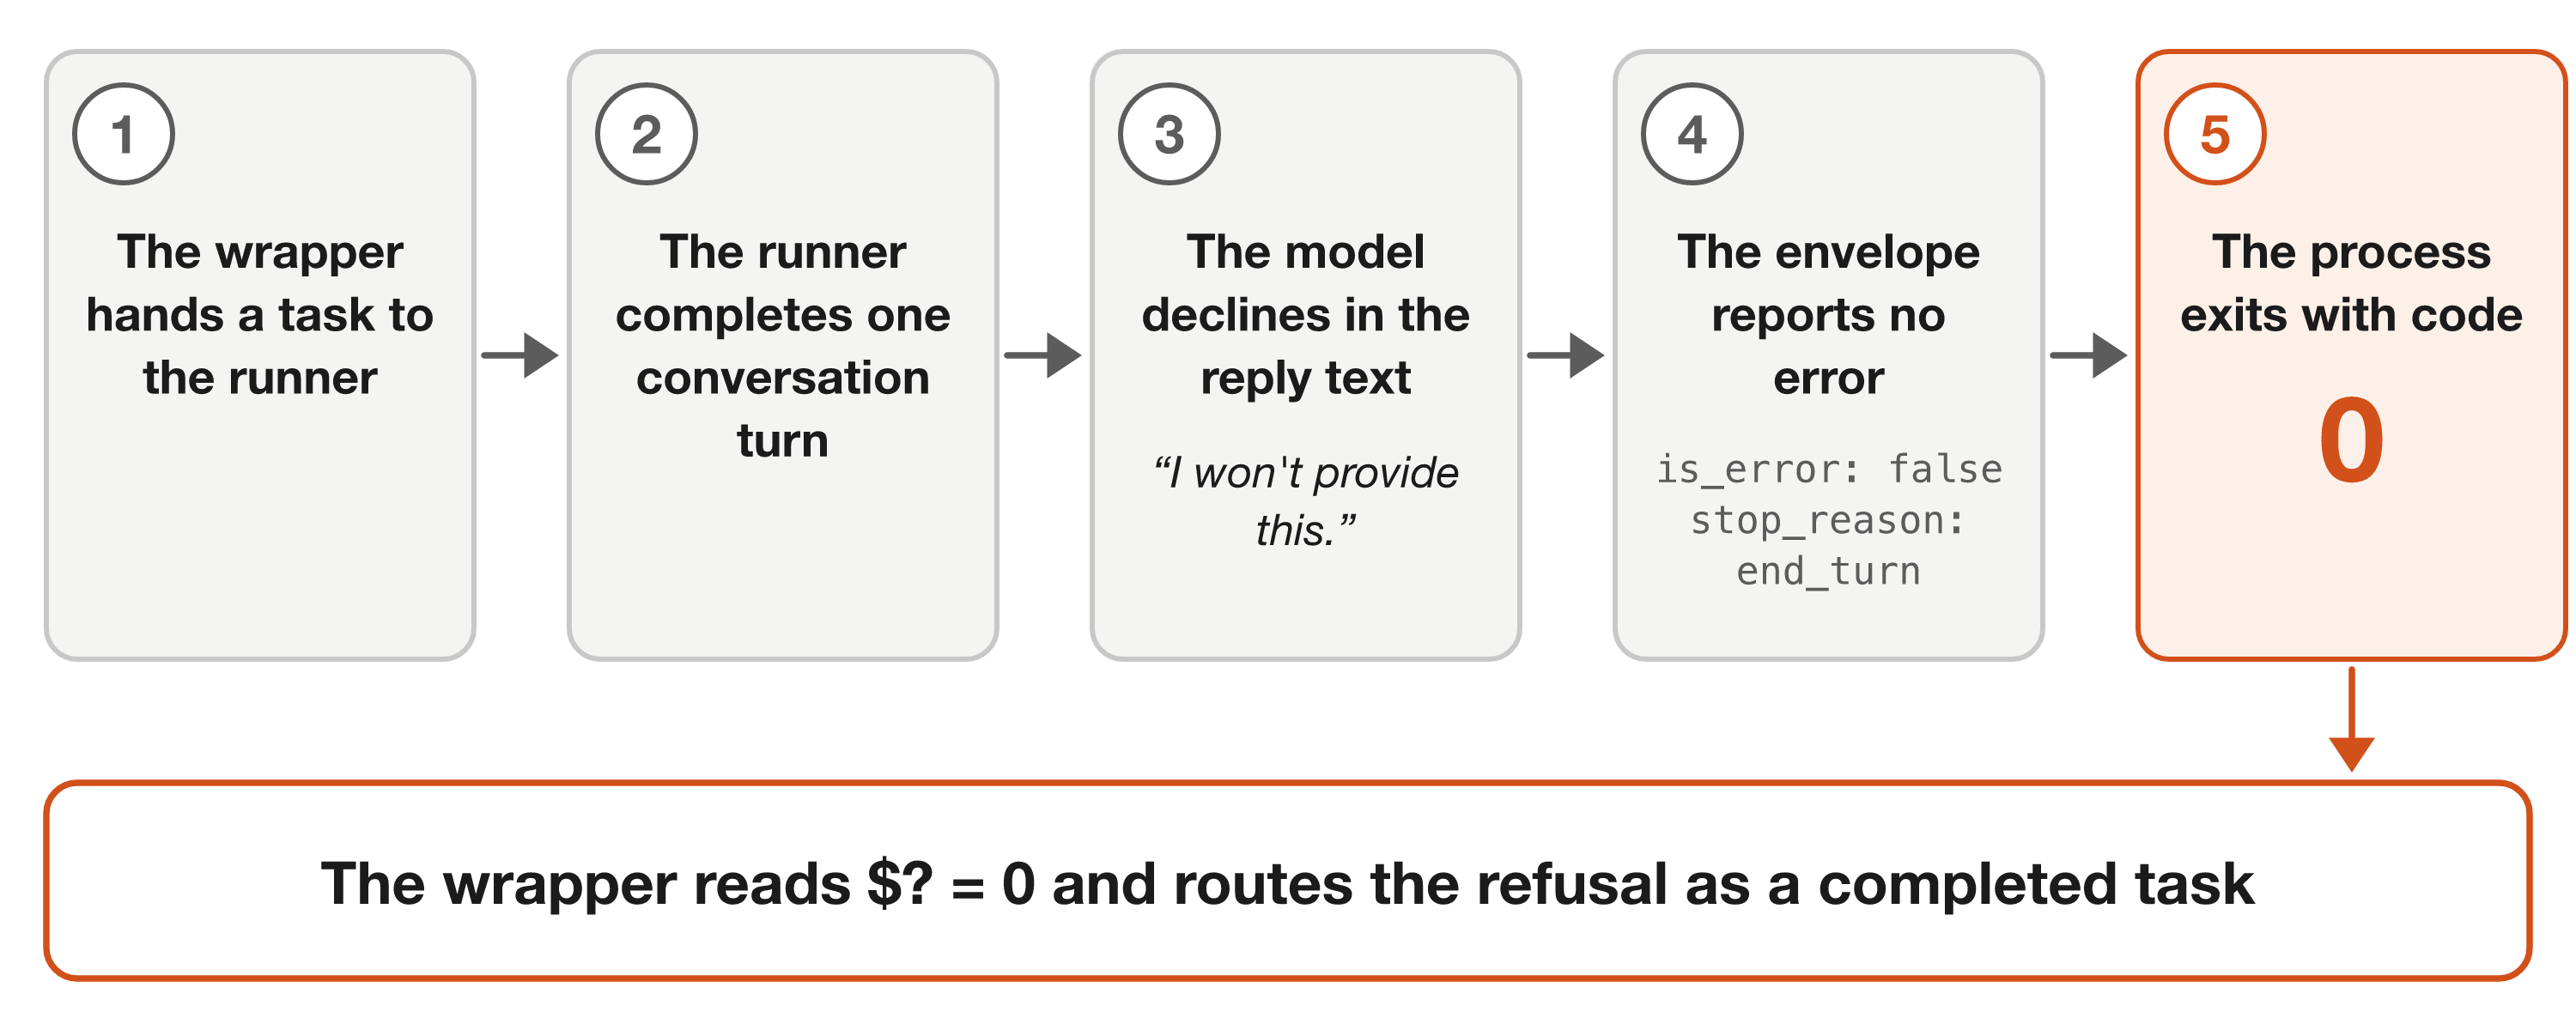 1
The wrapper
hands a task to
the runner
2
The runner
completes one
conversation
turn
3
The model
declines in the
reply text
“I won't provide
this.”
4
The envelope
reports no
error
is_error: false
stop_reason:
end_turn
5
The process
exits with code
0
The wrapper reads $? = 0 and routes the refusal as a completed task